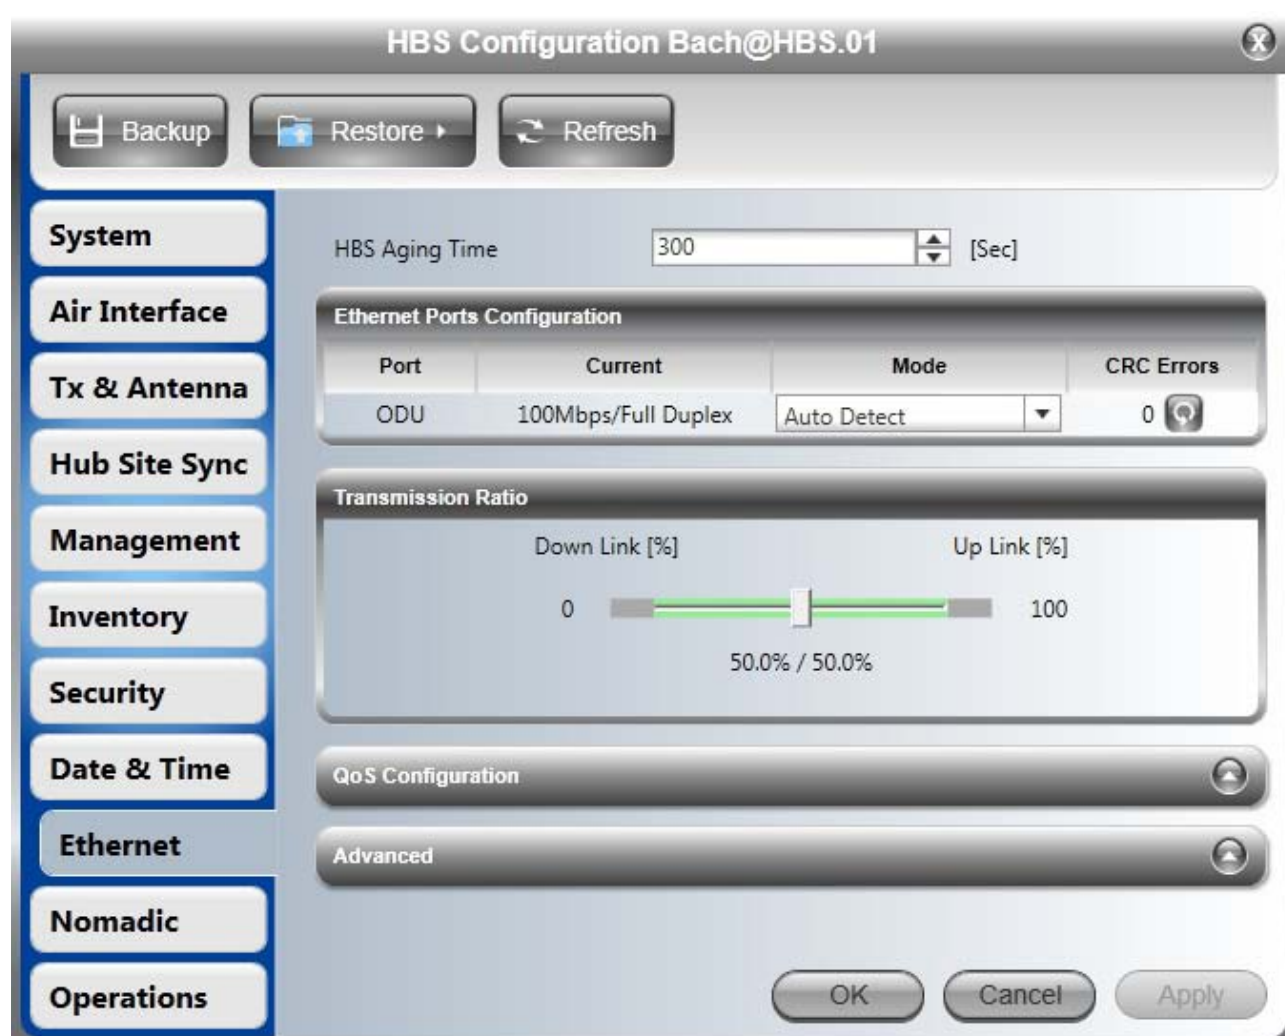 HBS Configuration Bach@HBS.01
Backup
Restore
Refresh
System
Air Interface
Tx & Antenna
Hub Site Sync
Management
Inventory
Security
Date & Time
Ethernet
Nomadic
Operations
HBS Aging Time 300 [Sec]
Ethernet Ports Configuration
Port Current Mode CRC Errors
ODU 100Mbps/Full Duplex Auto Detect 0
Transmission Ratio
Down Link [%] Up Link [%]
0 100
50.0% / 50.0%
QoS Configuration
Advanced
OK Cancel Apply